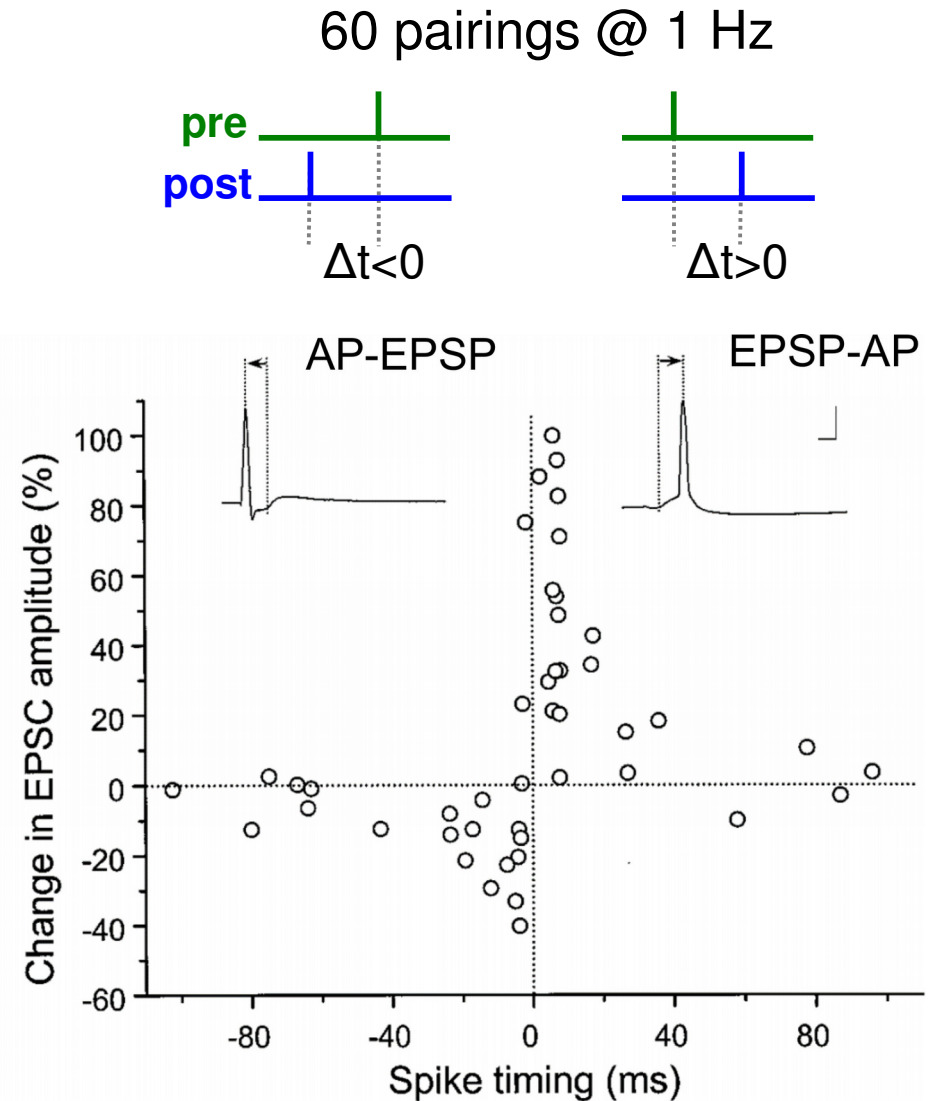 60 pairings @ 1 Hz
pre
post
Δt<0
Δt>0
AP-EPSP
EPSP-AP
Change in EPSC amplitude (%)
100
80
60
40
20
0
-20
-40
-60
-80
-40
0
40
80
Spike timing (ms)